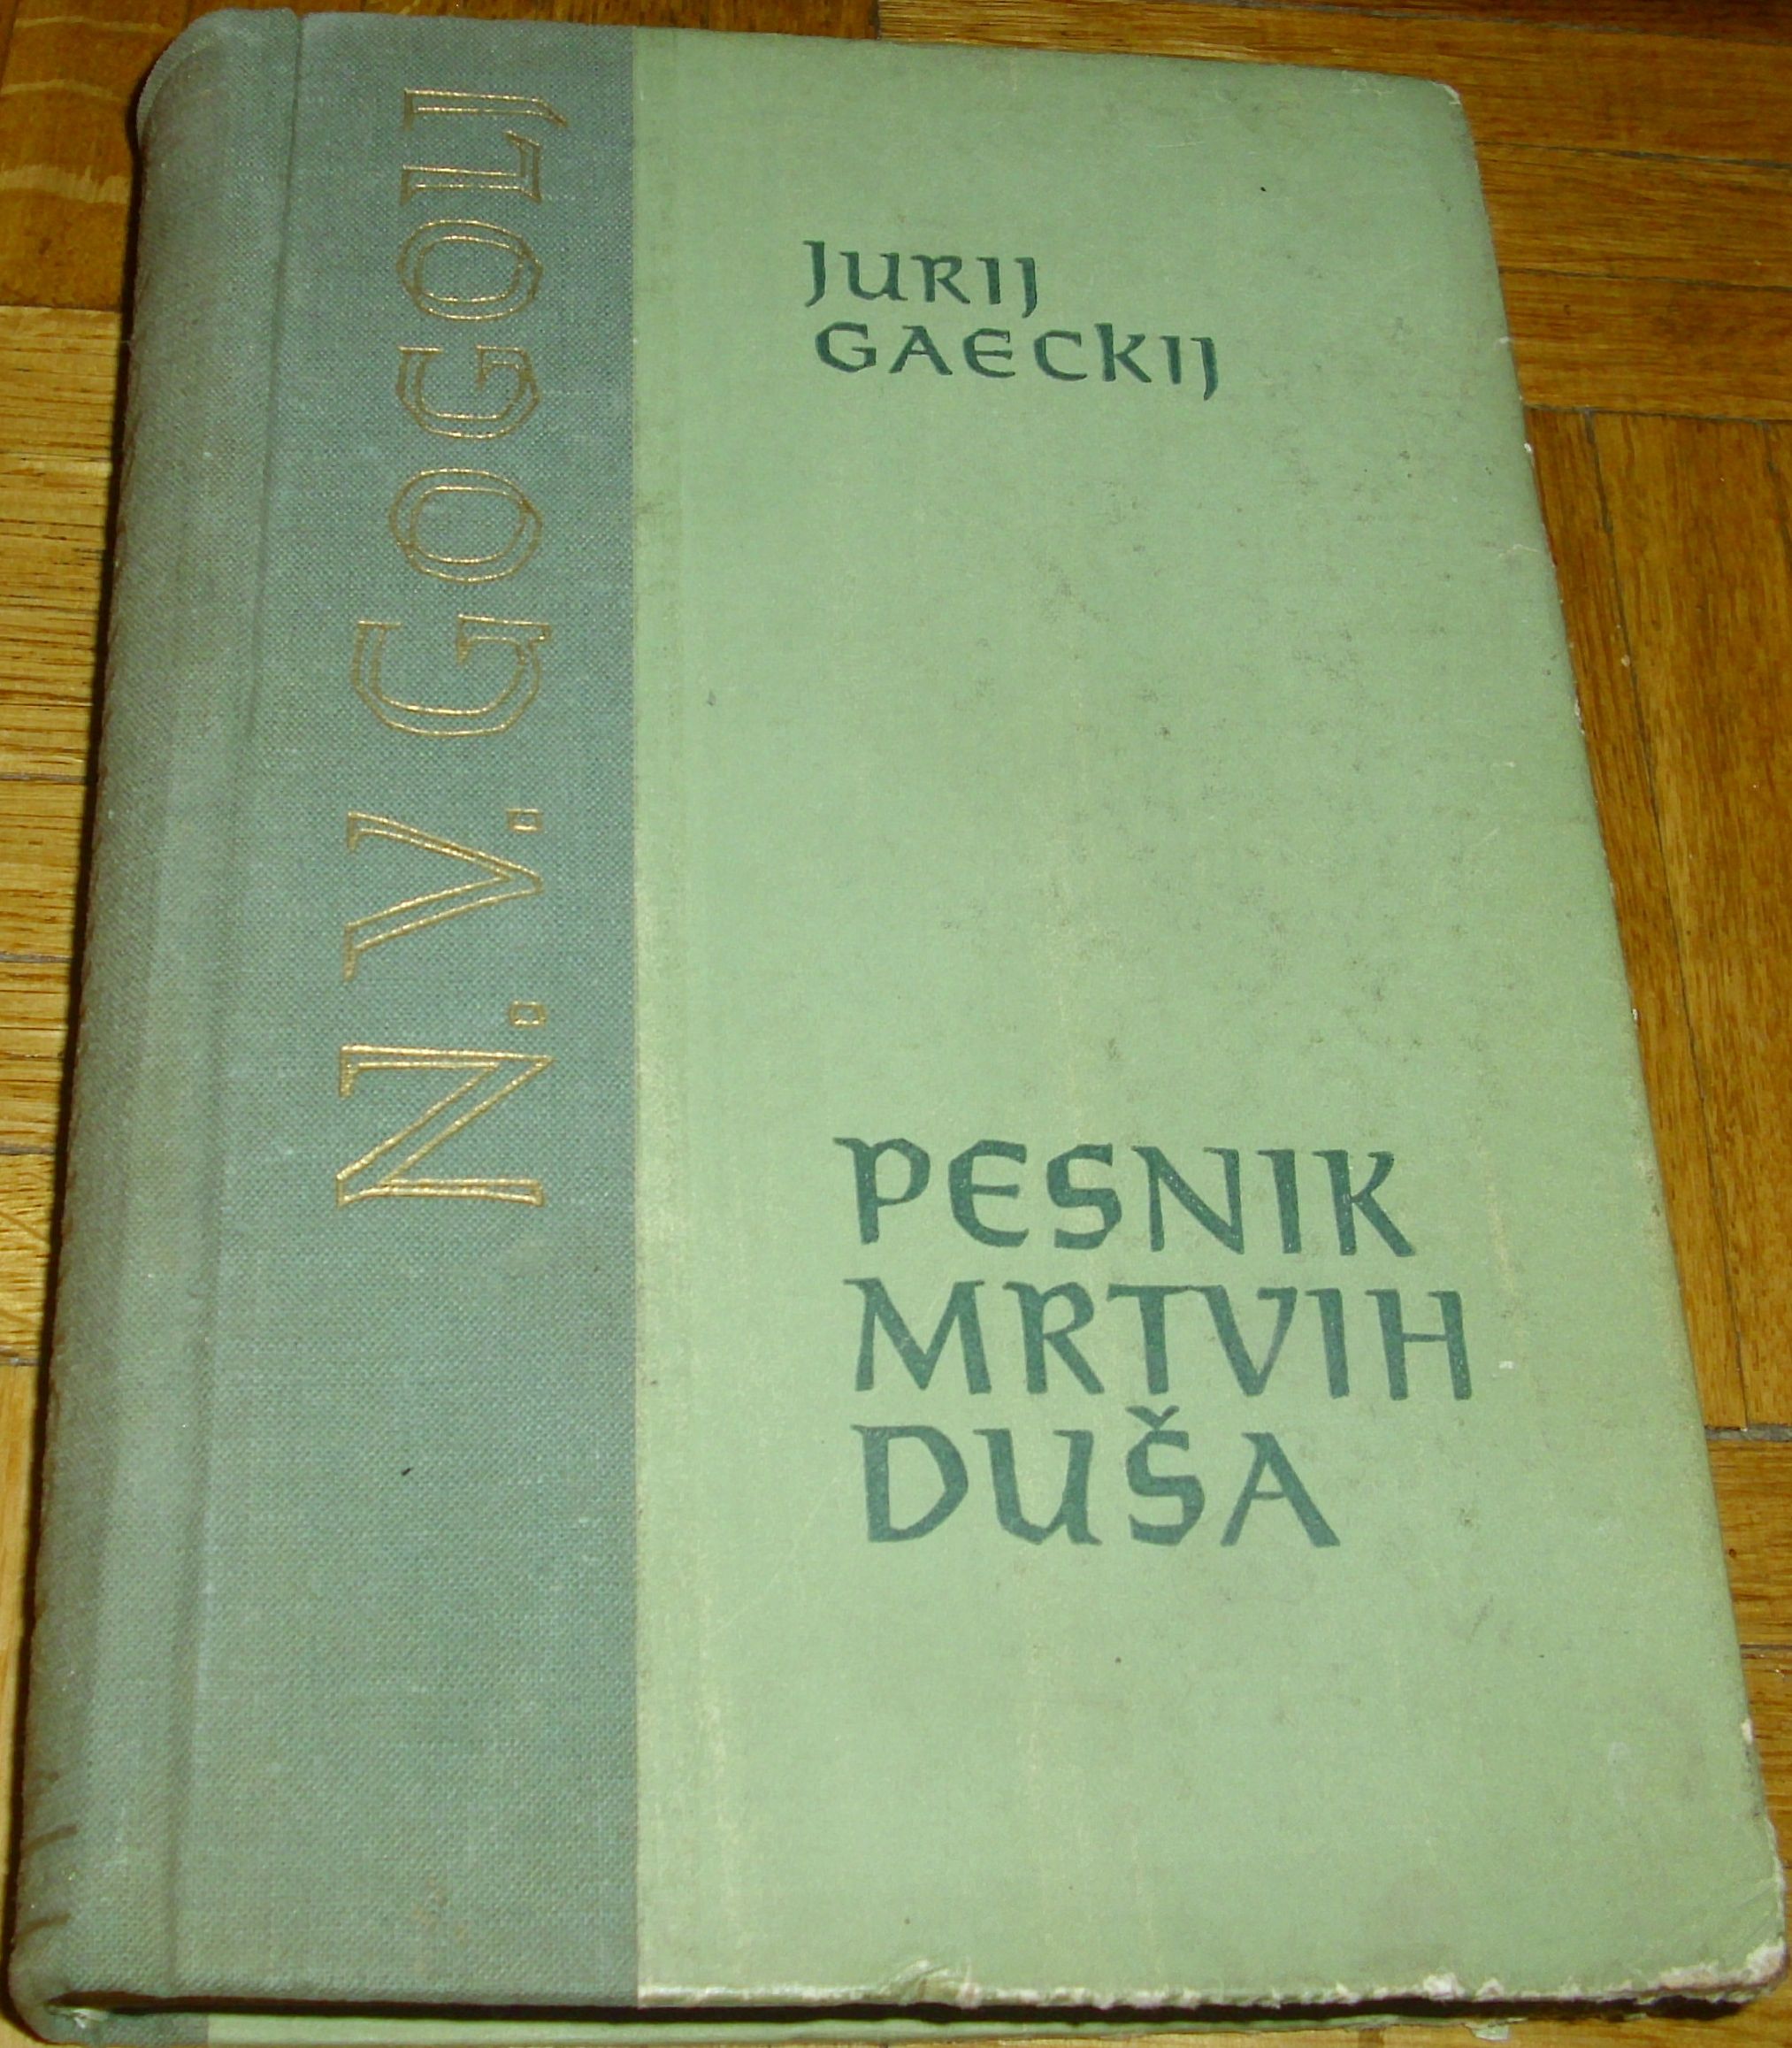 N. V. GOGOLJ
JURIJ
GAECKIJ
PESNIK
MRTVIH
DUŠA